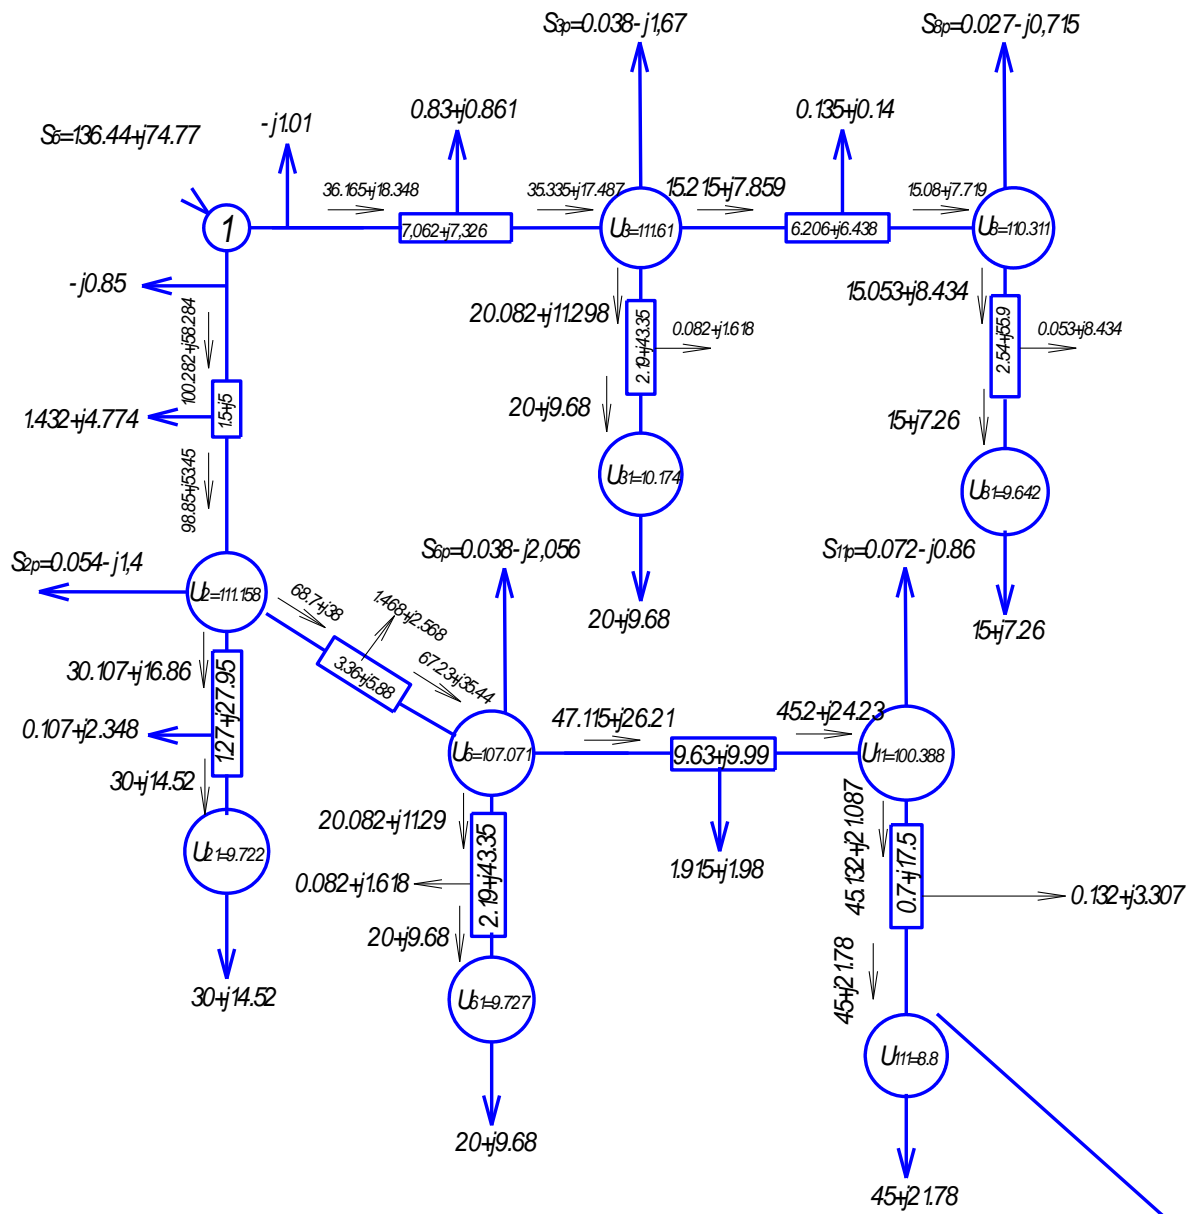 S3p=0.038-j1,67
S8p=0.027-j0,715
S6=136.44+j74.77
-j1.01
0.83+j0.861
0.135+j0.14
36.165+j18.348
35.335+j17.487
15.215+j7.859
15.08+j7.719
1
7,062+j7,326
U3=111.61
6.206+j6.438
U8=110.311
-j0.85
100.282+j58.284
20.082+j11.298
2.19+j43.35
0.082+j1.618
15.053+j8.434
2.54+j55.9
0.053+j8.434
1.432+j4.774
1.5+j5
20+j9.68
15+j7.26
98.85+j53.45
U31=10.174
U81=9.642
S2p=0.054-j1,4
S6p=0.038-j2,056
S11p=0.072-j0.86
U2=111.158
68.7+j38
1.468+j2.568
20+j9.68
15+j7.26
3.36+j5.88
67.23+j35.44
30.107+j16.86
1.27+j27.95
0.107+j2.348
47.115+j26.21
45.2+j24.23
U6=107.071
9.63+j9.99
U11=100.388
30+j14.52
20.082+j11.29
2.19+j43.35
45.132+j21.087
0.7+j17.5
U21=9.722
1.915+j1.98
0.082+j1.618
0.132+j3.307
20+j9.68
45+j21.78
30+j14.52
U61=9.727
U111=8.8
20+j9.68
45+j21.78